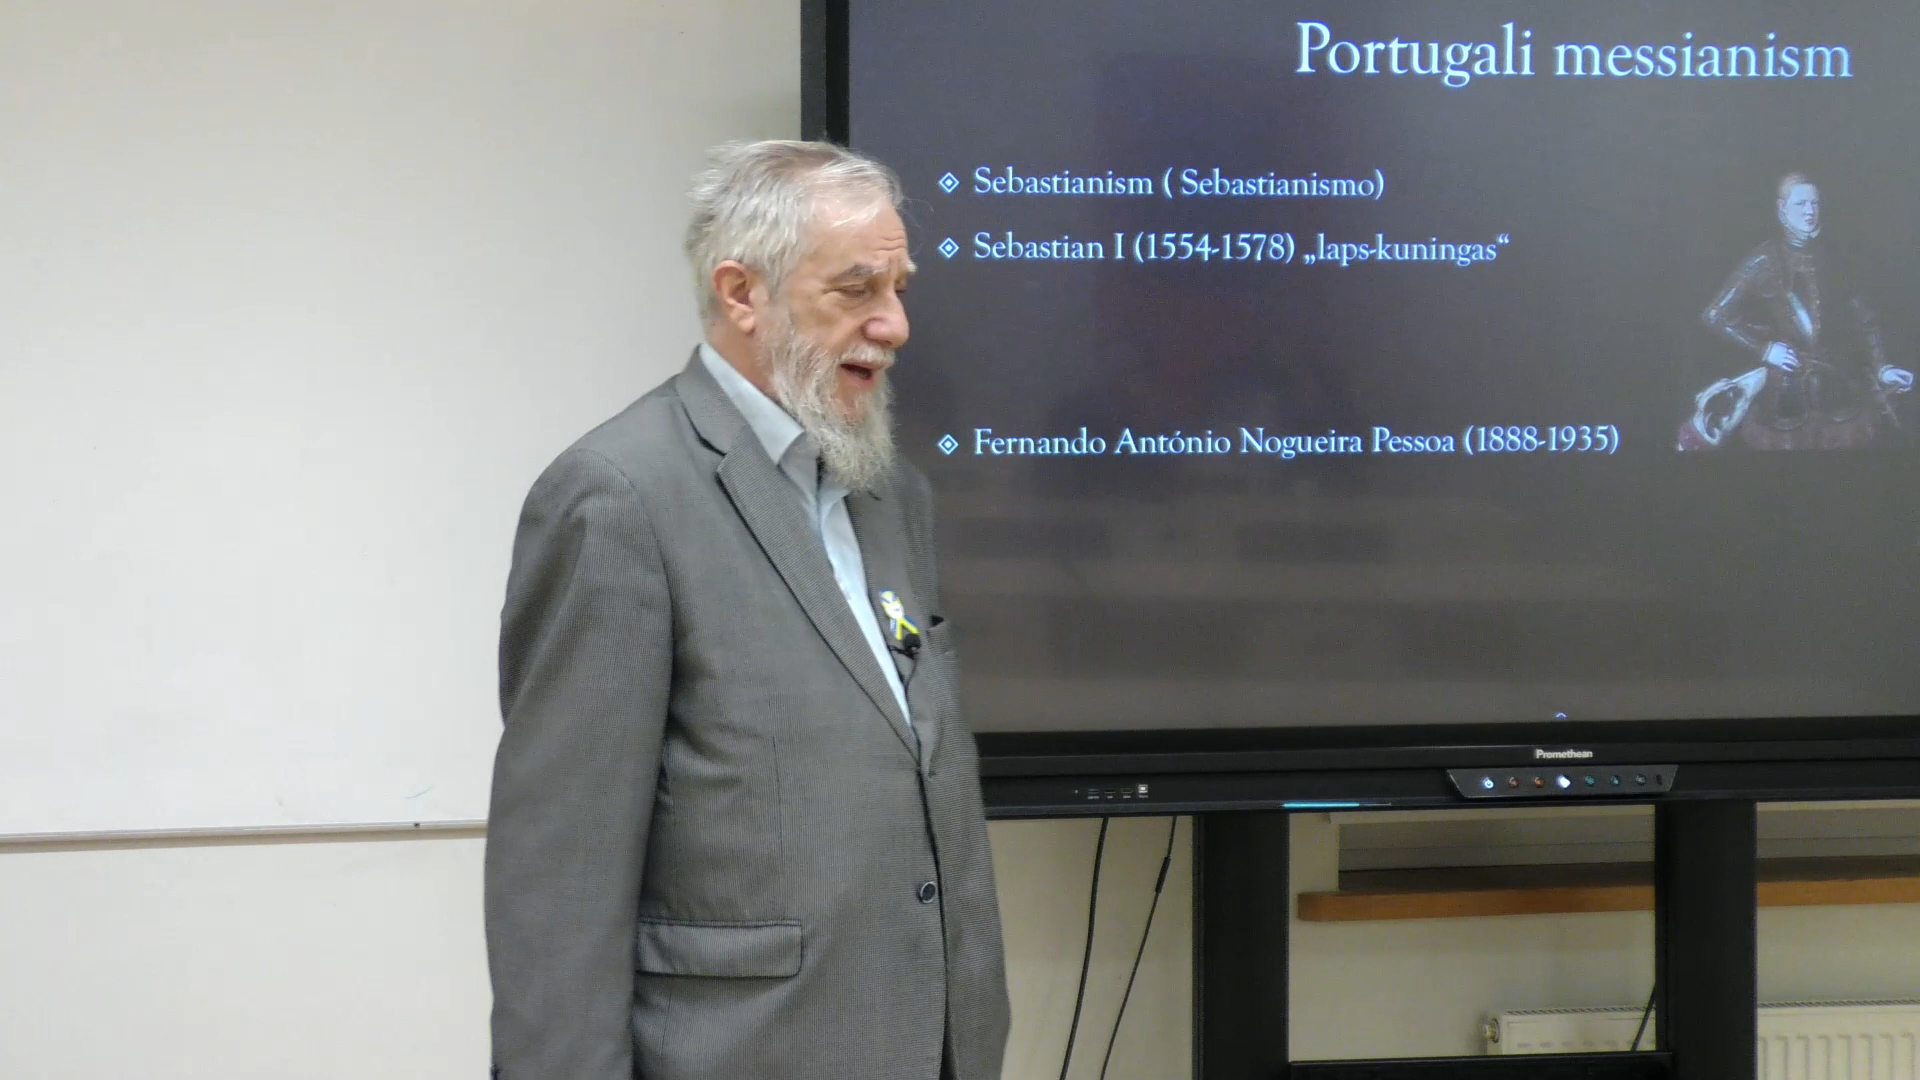 Portugali messianism
Sebastianism ( Sebastianismo)
Sebastian I (1554-1578) „laps-kuningas“
Fernando António Nogueira Pessoa (1888-1935)
Promethean